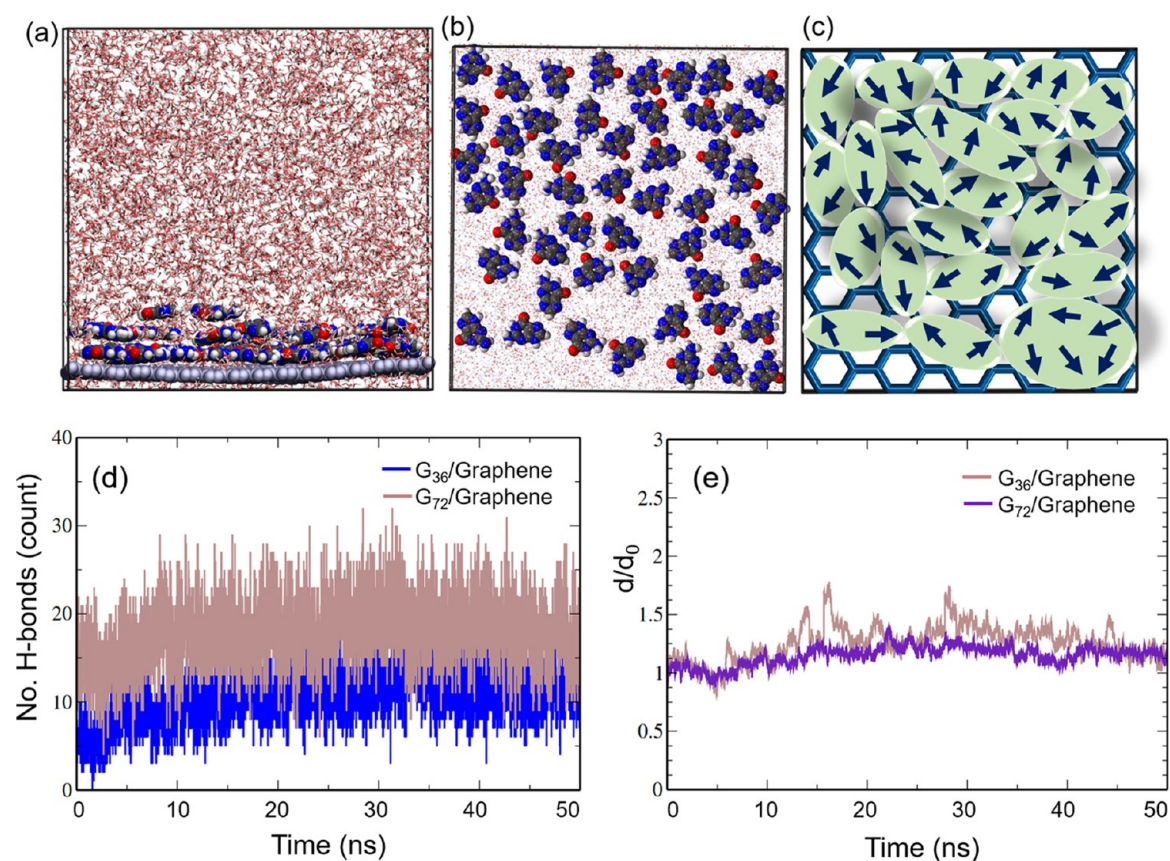 (a)
(b)
(c)
(d)
No. H-bonds (count)
40
30
20
10
0
G36/Graphene
G72/Graphene
0 10 20 30 40 50
Time (ns)
(e)
d/d0
3
2.5
2
1.5
1
0.5
0
G36/Graphene
G72/Graphene
0 10 20 30 40 50
Time (ns)